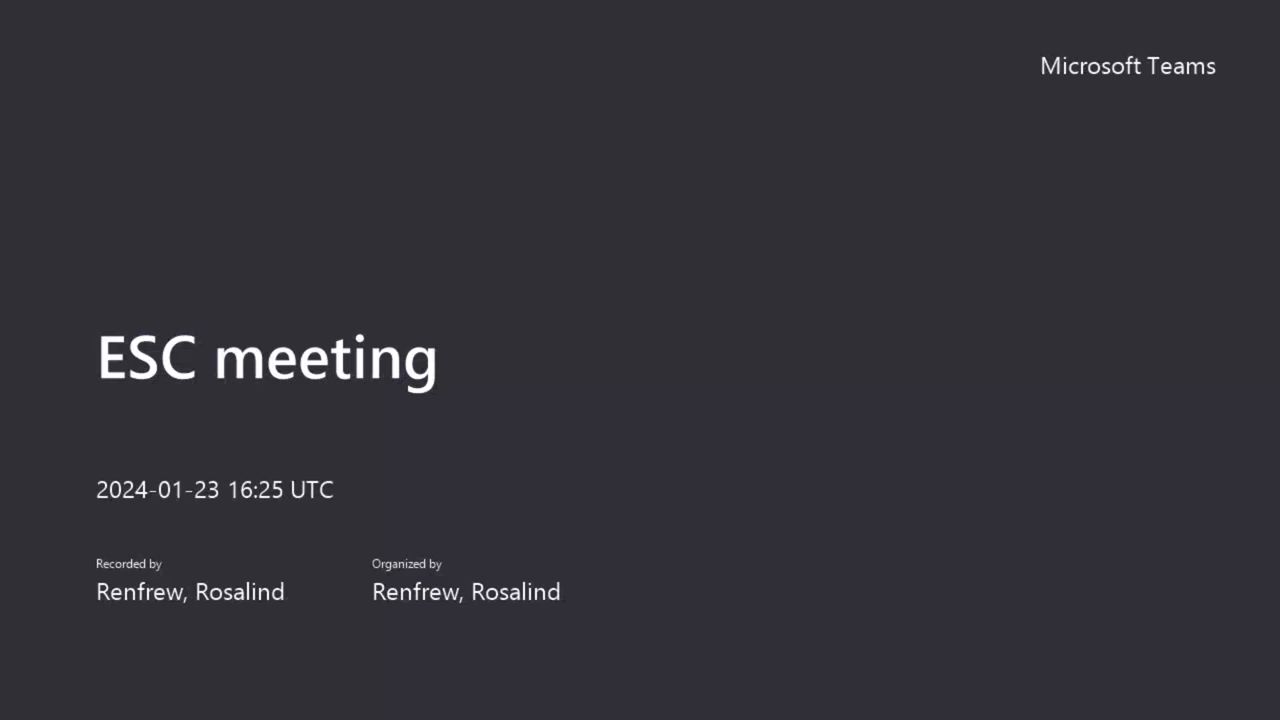 Microsoft Teams
ESC meeting
2024-01-23 16:25 UTC
Recorded by
Organized by
Renfrew, Rosalind
Renfrew, Rosalind